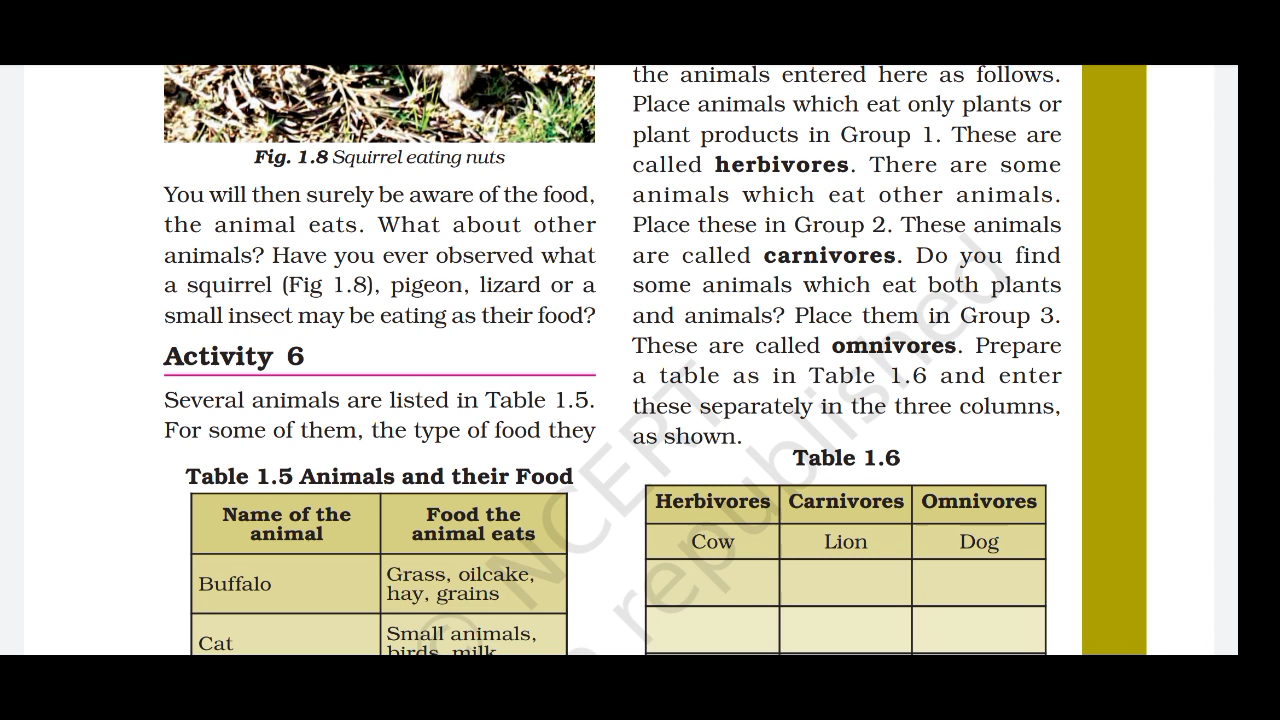 Fig. 1.8 Squirrel eating nuts
You will then surely be aware of the food,
the animal eats. What about other
animals? Have you ever observed what
a squirrel (Fig 1.8), pigeon, lizard or a
small insect may be eating as their food?
Activity 6
Several animals are listed in Table 1.5.
For some of them, the type of food they
Table 1.5 Animals and their Food
Name of the
animal
Food the
animal eats
Buffalo
Grass, oilcake,
hay, grains
Cat
Small animals,
birds, milk
the animals entered here as follows.
Place animals which eat only plants or
plant products in Group 1. These are
called herbivores. There are some
animals which eat other animals.
Place these in Group 2. These animals
are called carnivores. Do you find
some animals which eat both plants
and animals? Place them in Group 3.
These are called omnivores. Prepare
a table as in Table 1.6 and enter
these separately in the three columns,
as shown.
Table 1.6
Herbivores Carnivores Omnivores
Cow Lion Dog
© NCERT
republished